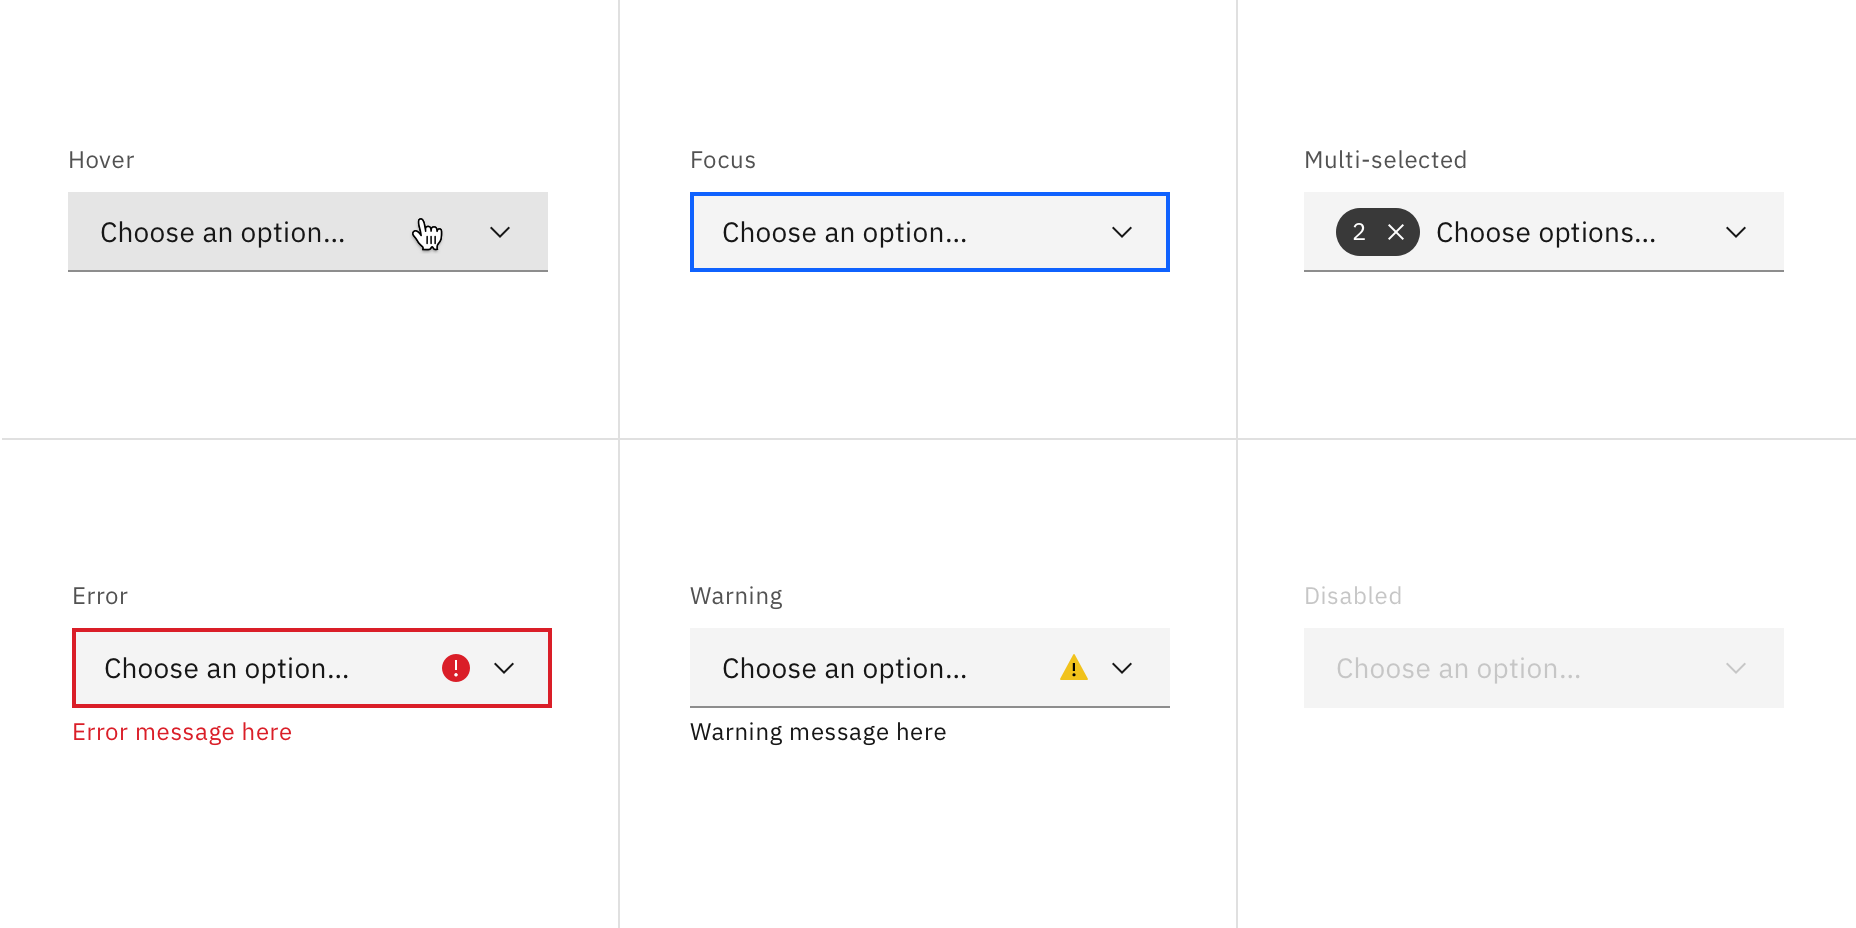 Hover
Choose an option...
Focus
Choose an option...
Multi-selected
2 Choose options...
Error
Choose an option...
Error message here
Warning
Choose an option...
Warning message here
Disabled
Choose an option...